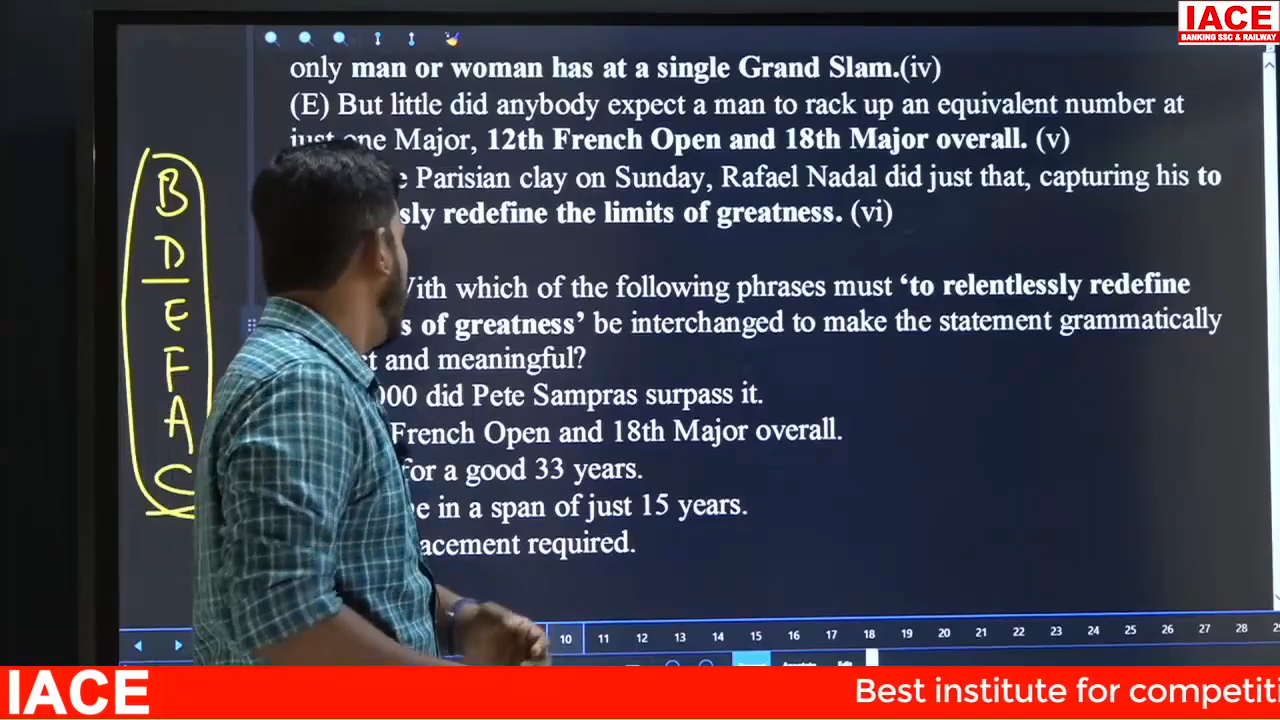 IACE
BANKING SSC & RAILWAY
only man or woman has at a single Grand Slam.(iv)
(E) But little did anybody expect a man to rack up an equivalent number at
just one Major, 12th French Open and 18th Major overall. (v)
Parisian clay on Sunday, Rafael Nadal did just that, capturing his to
redefine the limits of greatness. (vi)
B
D
E
F
A
C
which of the following phrases must ‘to relentlessly redefine
of greatness’ be interchanged to make the statement grammatically
and meaningful?
did Pete Sampras surpass it.
French Open and 18th Major overall.
for a good 33 years.
in a span of just 15 years.
required.
10 11 12 13 14 15 16 17 18 19 20 21 22 23 24 25 26 27 28
IACE
Best institute for